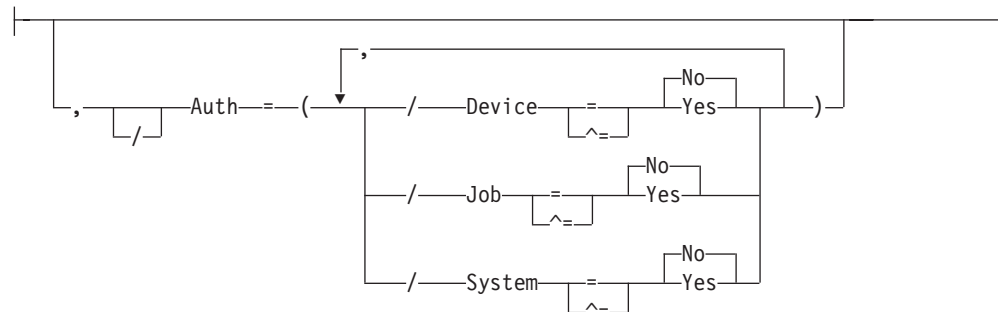 ,
No
, / Auth = ( / Device = ^= Yes )
No
/ Job = ^= Yes
No
/ System = ^= Yes